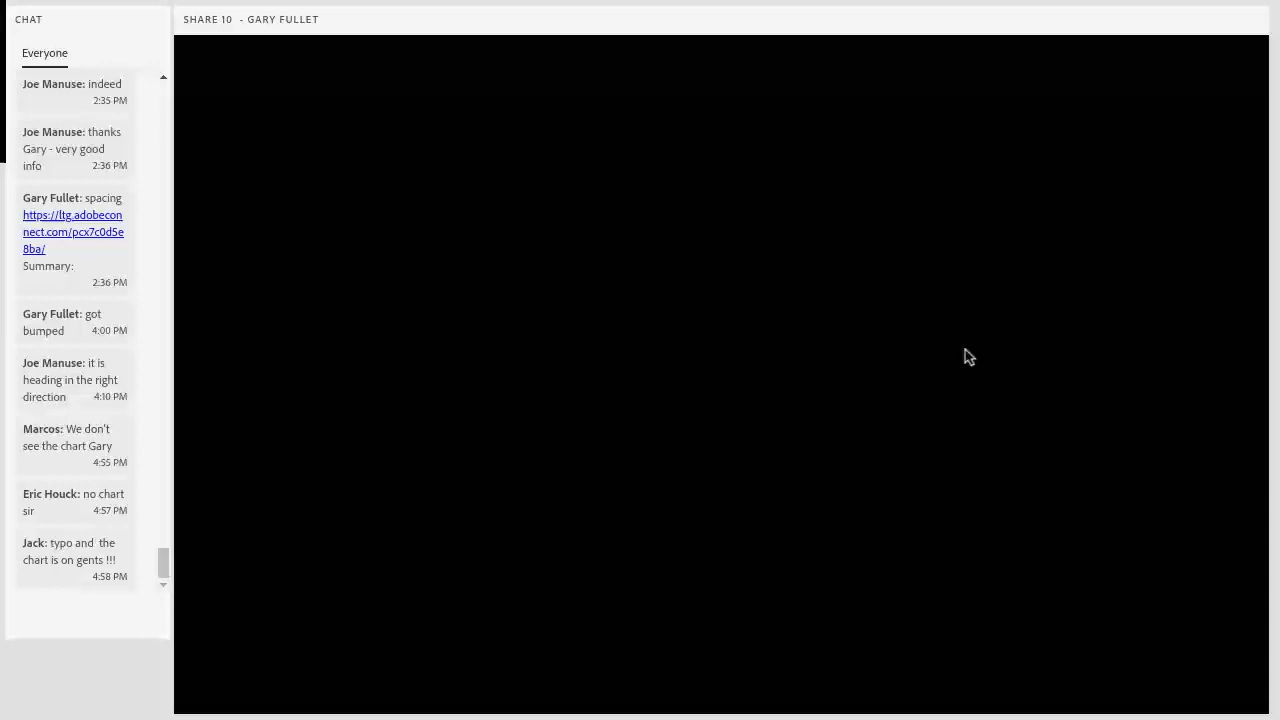 CHAT
SHARE 10 - GARY FULLET
Everyone
Joe Manuse: indeed
2:35 PM
Joe Manuse: thanks
Gary - very good
info 2:36 PM
Gary Fullet: spacing
https://ltg.adobecon
nect.com/pcx7c0d5e
8ba/
Summary:
2:36 PM
Gary Fullet: got
bumped 4:00 PM
Joe Manuse: it is
heading in the right
direction 4:10 PM
Marcos: We don't
see the chart Gary
4:55 PM
Eric Houck: no chart
sir 4:57 PM
Jack: typo and the
chart is on gents !!!
4:58 PM